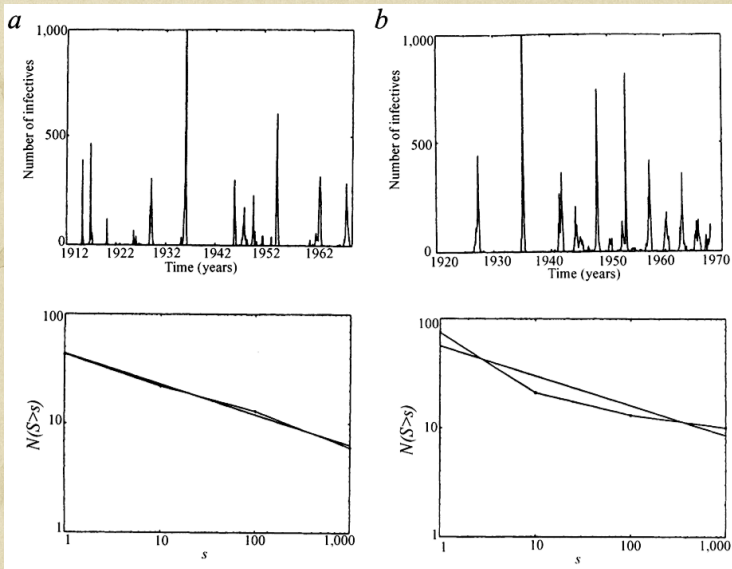 a
1,000
500
0
Number of infectives
1912 1922 1932 1942 1952 1962
Time (years)
b
1,000
500
0
Number of infectives
1920 1930 1940 1950 1960 1970
Time (years)
100
10
1
N(S>s)
1 10 100 1,000
s
100
10
1
N(S>s)
1 10 100 1,000
s